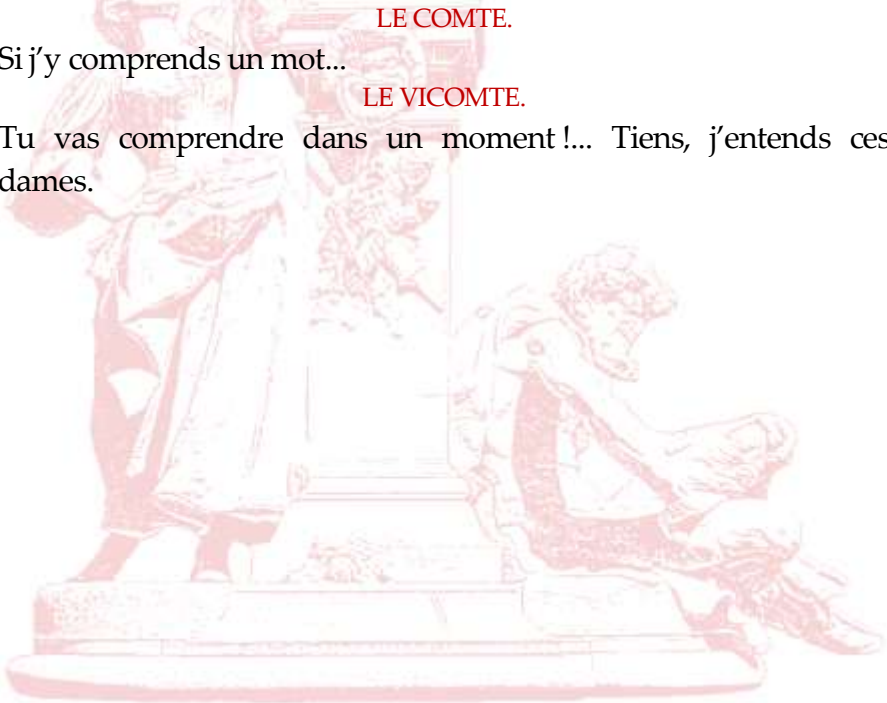 LE COMTE.
Si j’y comprends un mot...
LE VICOMTE.
Tu vas comprendre dans un moment !... Tiens, j’entends ces
dames.